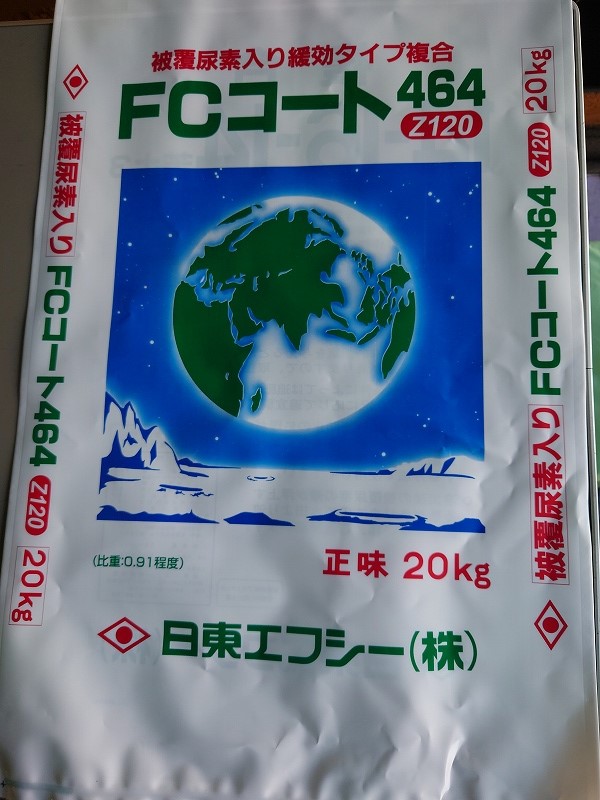 被覆尿素入り緩効タイプ複合
FCコート464
Z120
被覆尿素入り FCコート464 Z120 20kg
被覆尿素入り FCコート464 Z120 20kg
(比重:0.91程度)
正味 20kg
日東エフシー(株)